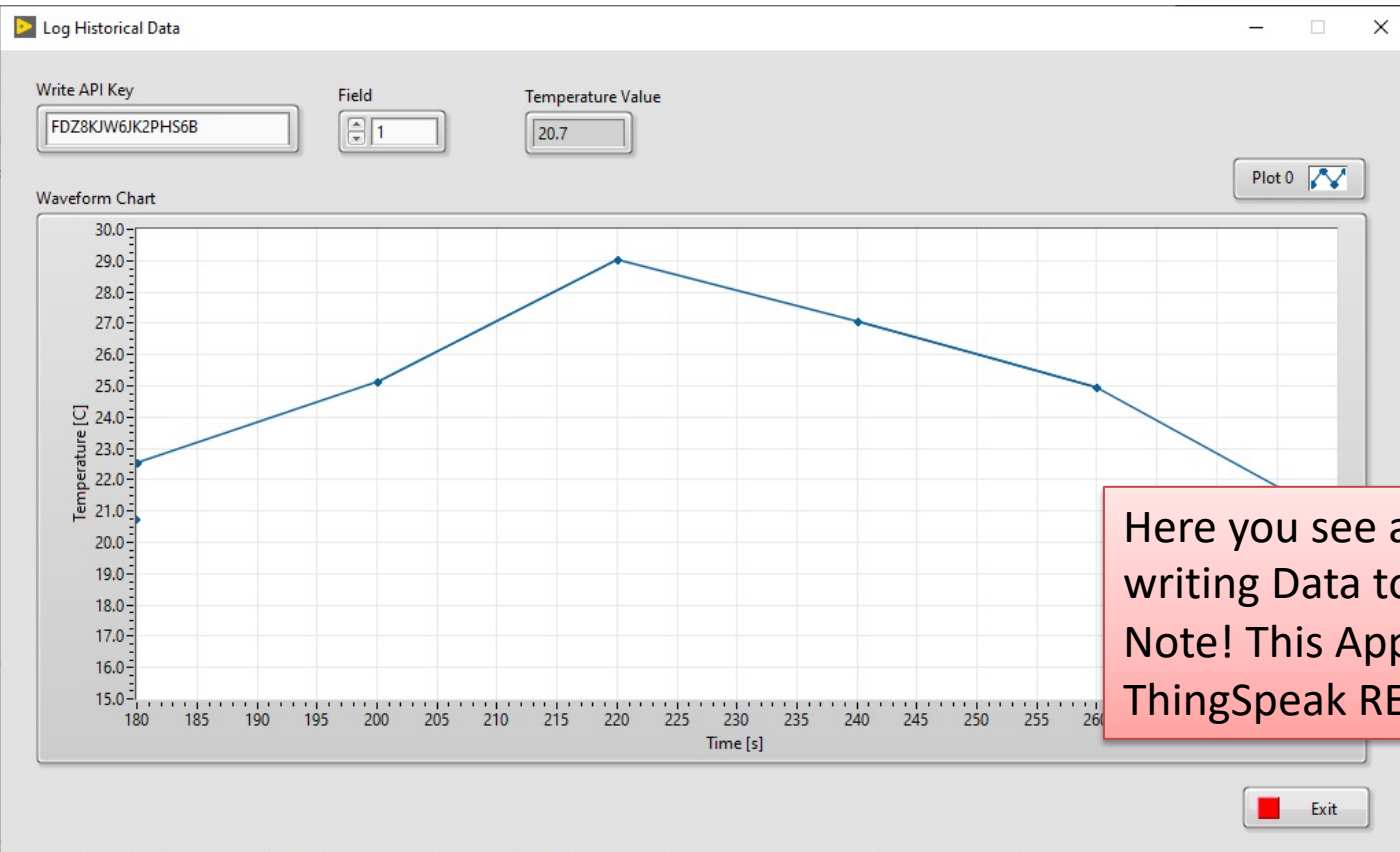 Log Historical Data
Write API Key
Field
Temperature Value
FDZ8KJW6JK2PHS6B
1
20.7
Plot 0
Waveform Chart
30.0
29.0
28.0
27.0
26.0
25.0
24.0
23.0
22.0
21.0
20.0
19.0
18.0
17.0
16.0
15.0
Temperature [C]
180 185 190 195 200 205 210 215 220 225 230 235 240 245 250 255
Time [s]
Here you see
writing Data
Note! This
ThingSpeak
Exit